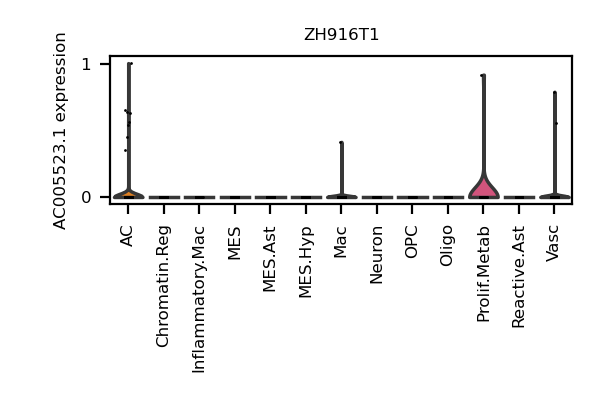 ZH916T1
AC005523.1 expression
1
0
AC
Chromatin.Reg
Inflammatory.Mac
MES
MES.Ast
MES.Hyp
Mac
Neuron
OPC
Oligo
Prolif.Metab
Reactive.Ast
Vasc